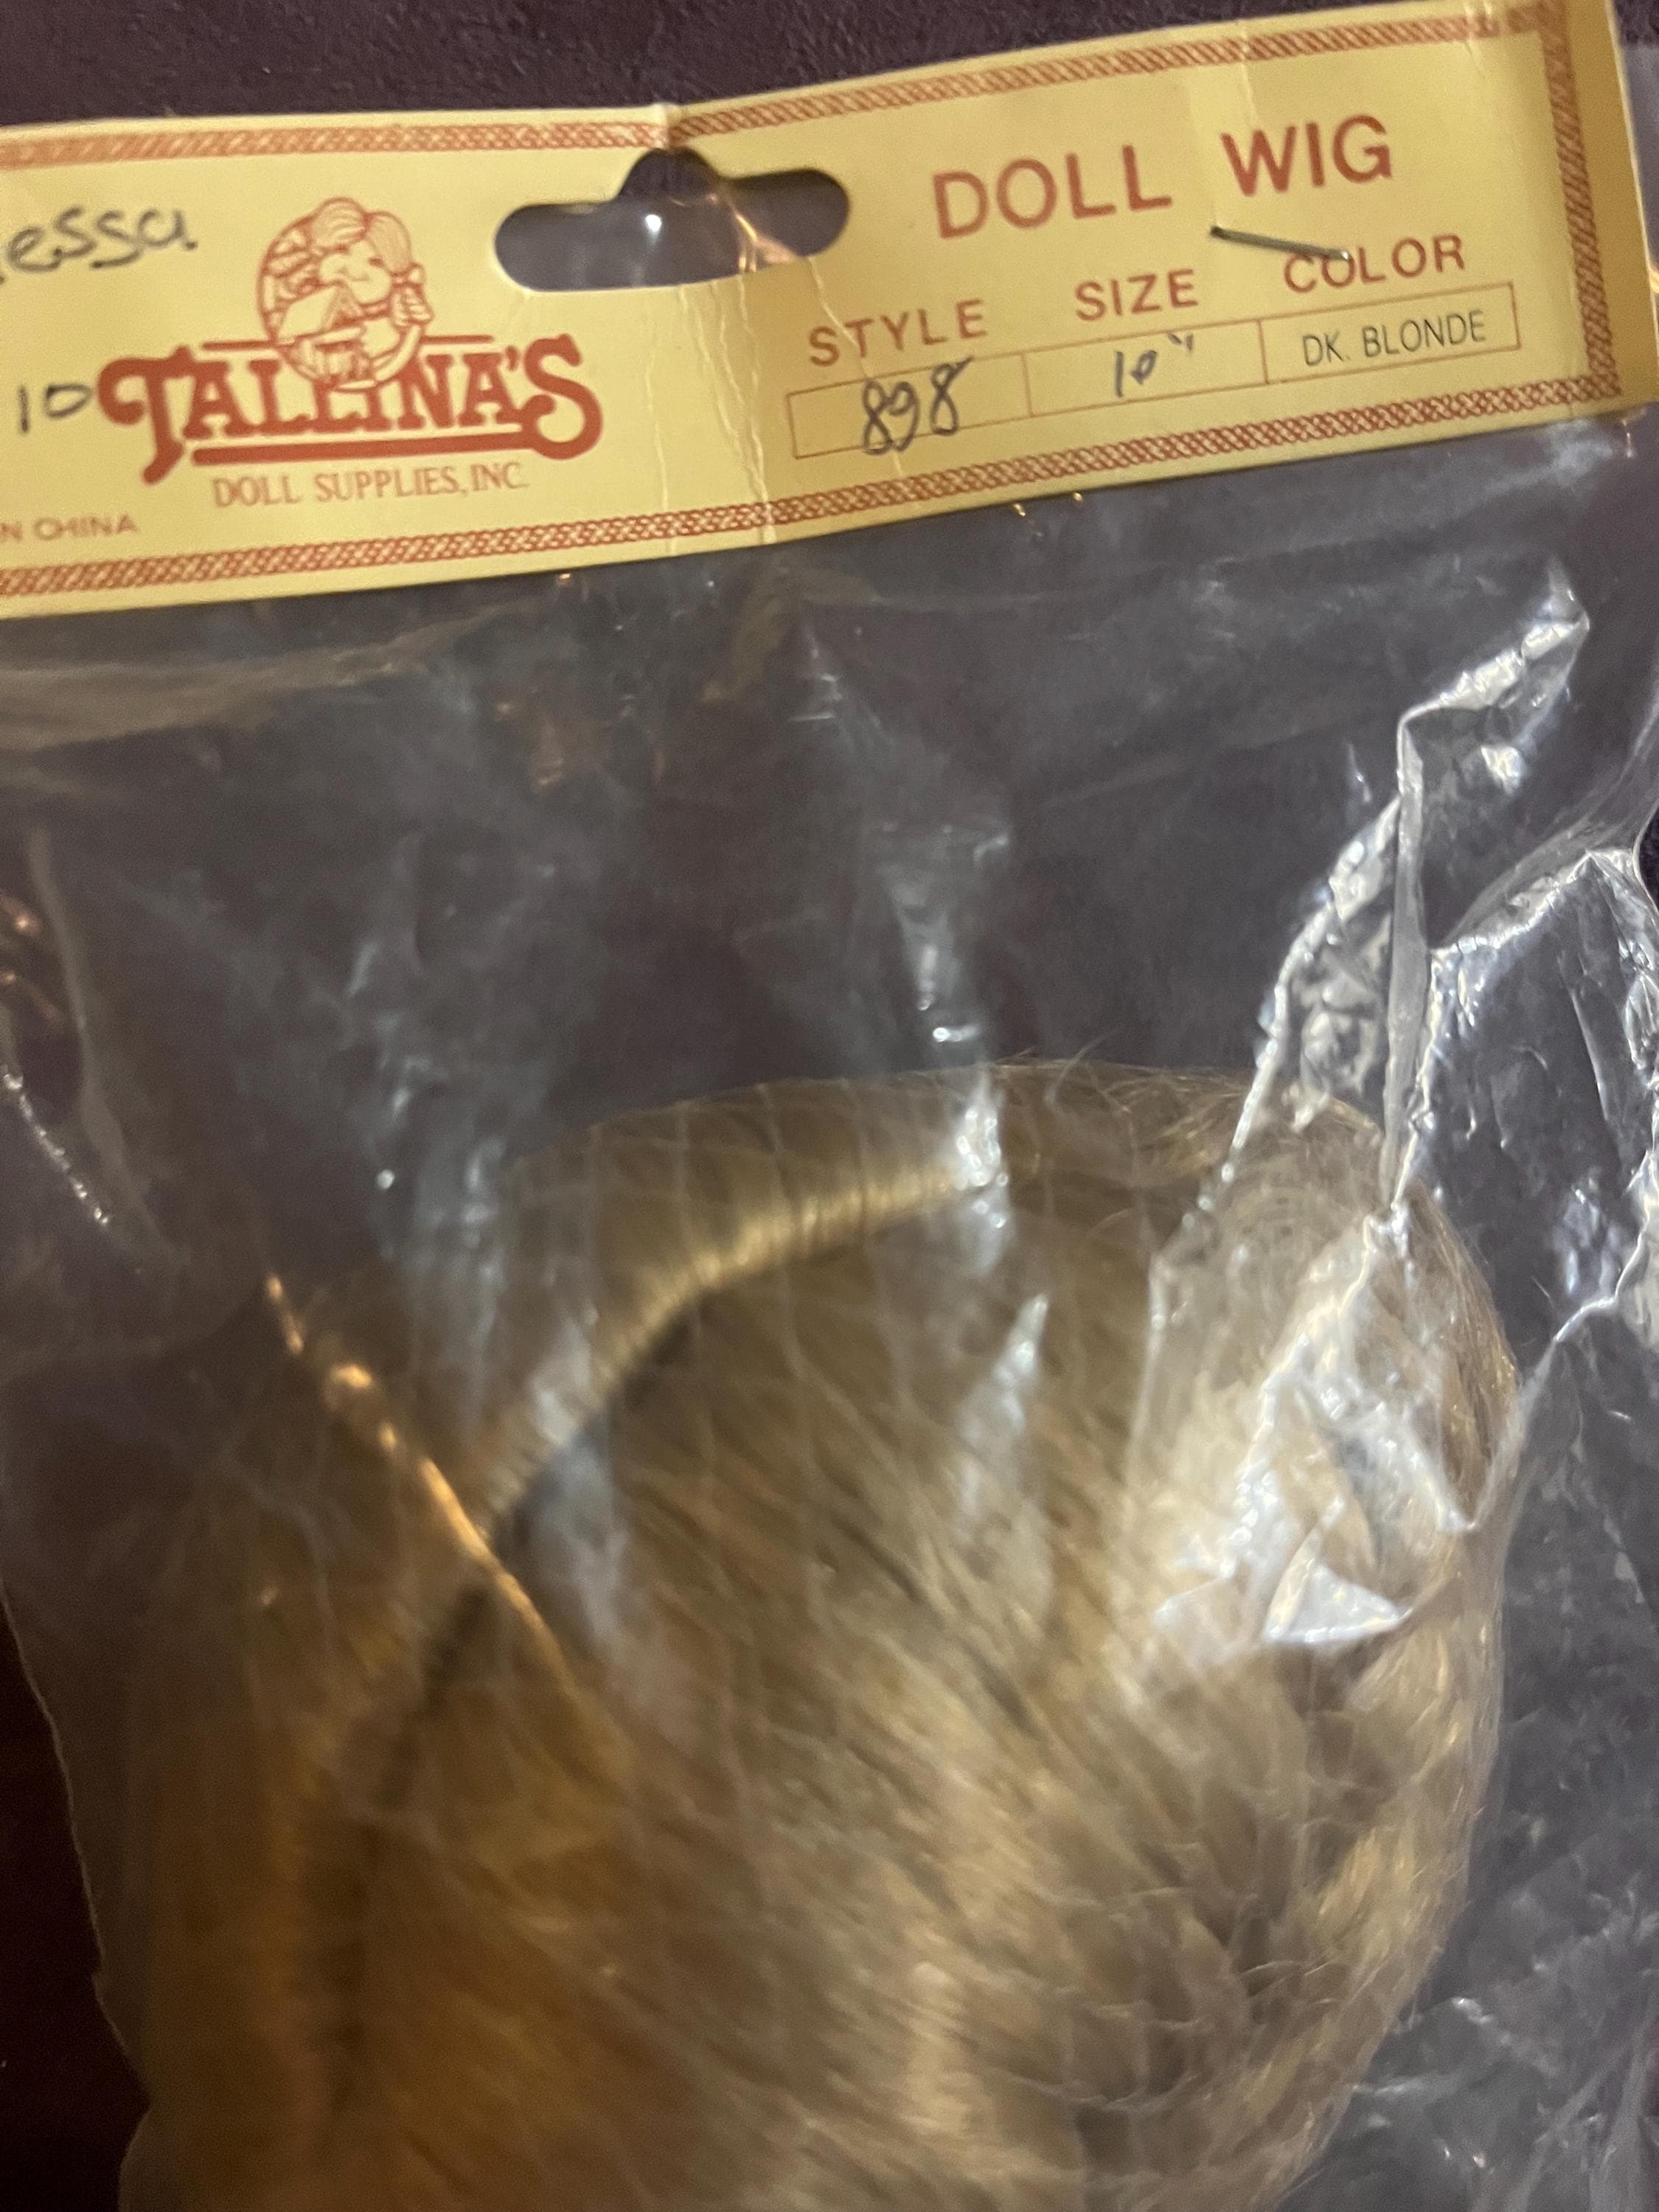 DOLL WIG
STYLE SIZE COLOR
898 10" DK. BLONDE
essa
10
TALLINA'S
DOLL SUPPLIES, INC.
N CHINA